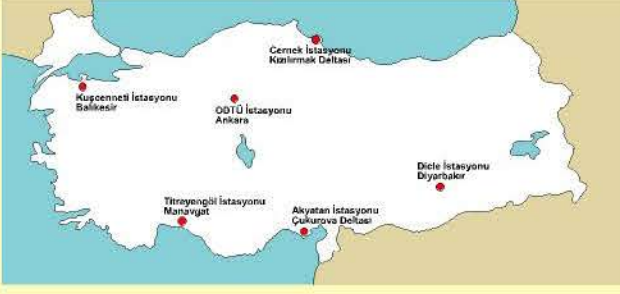 Cernek İstasyonu
Kızılırmak Deltası
Kuşcenneti İstasyonu
Balıkesir
ODTÜ İstasyonu
Ankara
Dicle İstasyonu
Diyarbakır
Titreyengöl İstasyonu
Manavgat
Akyatan İstasyonu
Çukurova Deltası